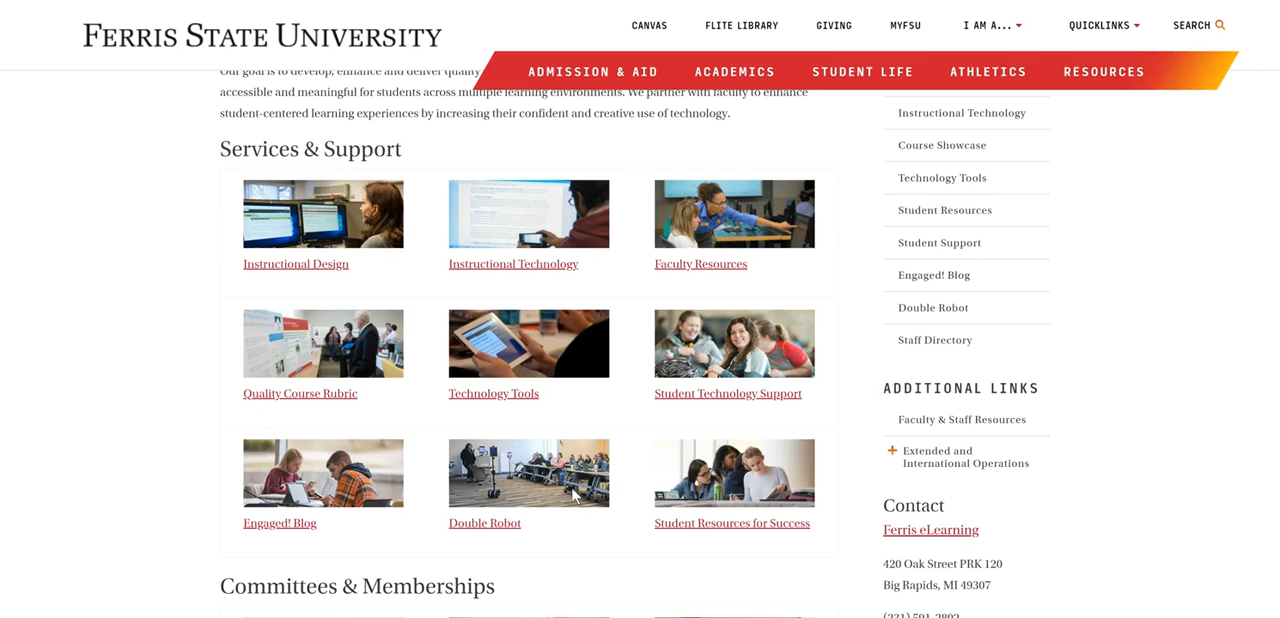 FERRIS STATE UNIVERSITY
CANVAS
FLITE LIBRARY
GIVING
MYFSU
I AM A...
QUICKLINKS
SEARCH
ADMISSION & AID
ACADEMICS
STUDENT LIFE
ATHLETICS
RESOURCES
Our goal is to develop, enhance and deliver quality
accessible and meaningful for students across multiple learning environments. We partner with faculty to enhance
student-centered learning experiences by increasing their confident and creative use of technology.
Services & Support
Instructional Design
Instructional Technology
Faculty Resources
Quality Course Rubric
Technology Tools
Student Technology Support
Engaged! Blog
Double Robot
Student Resources for Success
Committees & Memberships
Instructional Technology
Course Showcase
Technology Tools
Student Resources
Student Support
Engaged! Blog
Double Robot
Staff Directory
ADDITIONAL LINKS
Faculty & Staff Resources
Extended and
International Operations
Contact
Ferris eLearning
420 Oak Street PRK 120
Big Rapids, MI 49307
(231) 591-2802